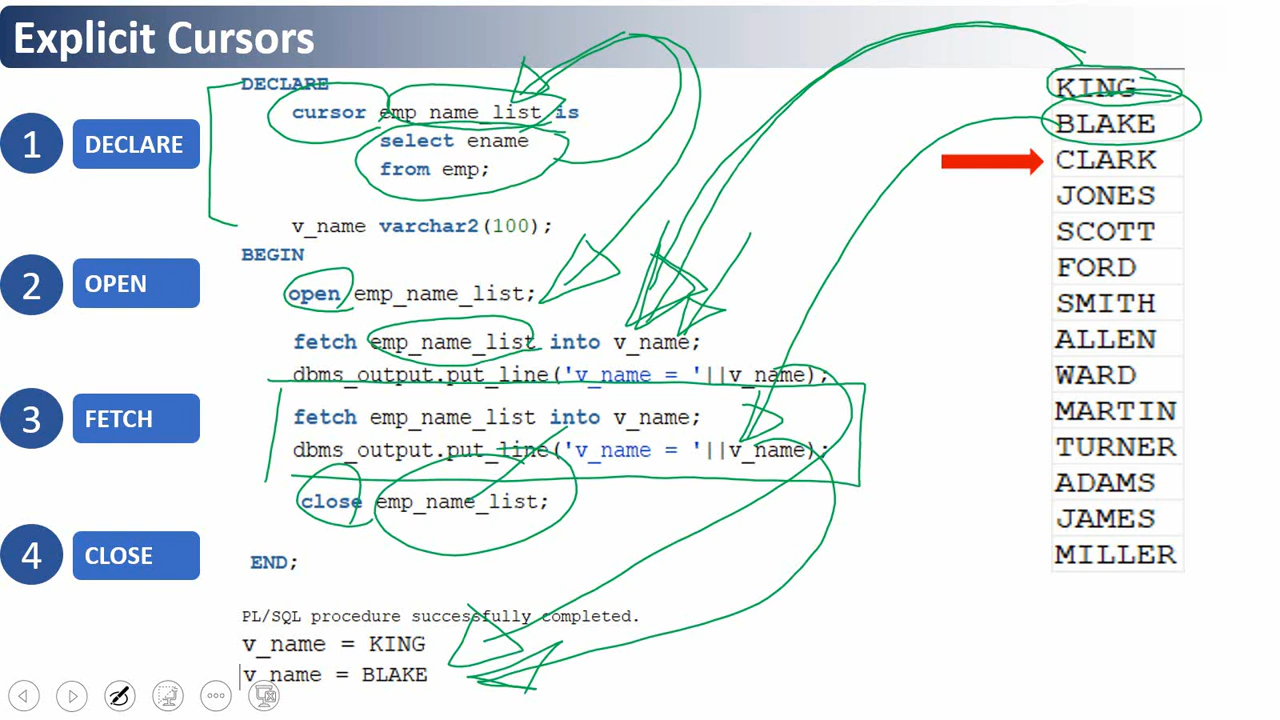 Explicit Cursors
1 DECLARE
2 OPEN
3 FETCH
4 CLOSE
DECLARE
cursor emp_name_list is
select ename
from emp;
v_name varchar2(100);
BEGIN
open emp_name_list;
fetch emp_name_list into v_name;
dbms_output.put_line('v_name = '||v_name);
fetch emp_name_list into v_name;
dbms_output.put_line('v_name = '||v_name);
close emp_name_list;
END;
PL/SQL procedure successfully completed.
v_name = KING
v_name = BLAKE
KING
BLAKE
CLARK
JONES
SCOTT
FORD
SMITH
ALLEN
WARD
MARTIN
TURNER
ADAMS
JAMES
MILLER